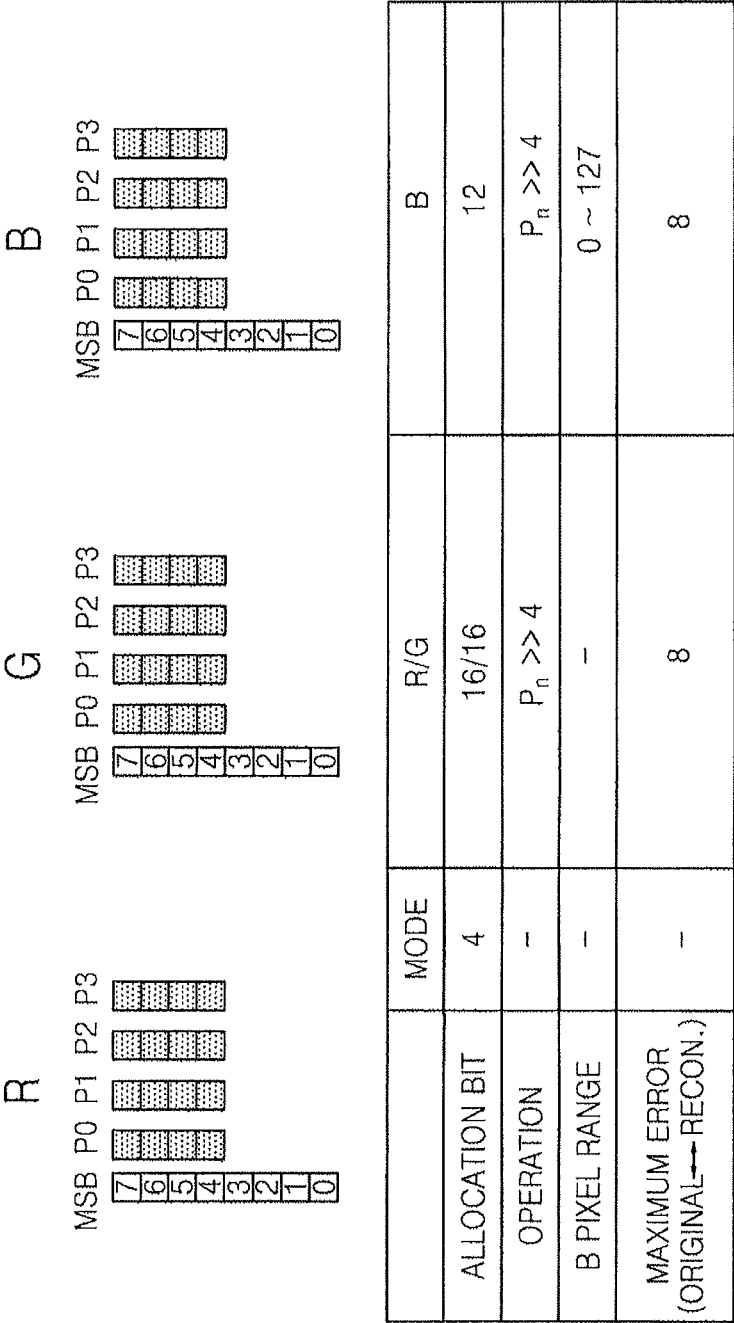 R
G
B
MSB P0 P1 P2 P3
7
6
5
4
3
2
1
0
MSB P0 P1 P2 P3
7
6
5
4
3
2
1
0
MSB P0 P1 P2 P3
7
6
5
4
3
2
1
0
MODE R/G B
ALLOCATION BIT 4 16/16 12
OPERATION - Pn >> 4 Pn >> 4
B PIXEL RANGE - - 0 ~ 127
MAXIMUM ERROR
(ORIGINAL↔RECON.) - 8 8